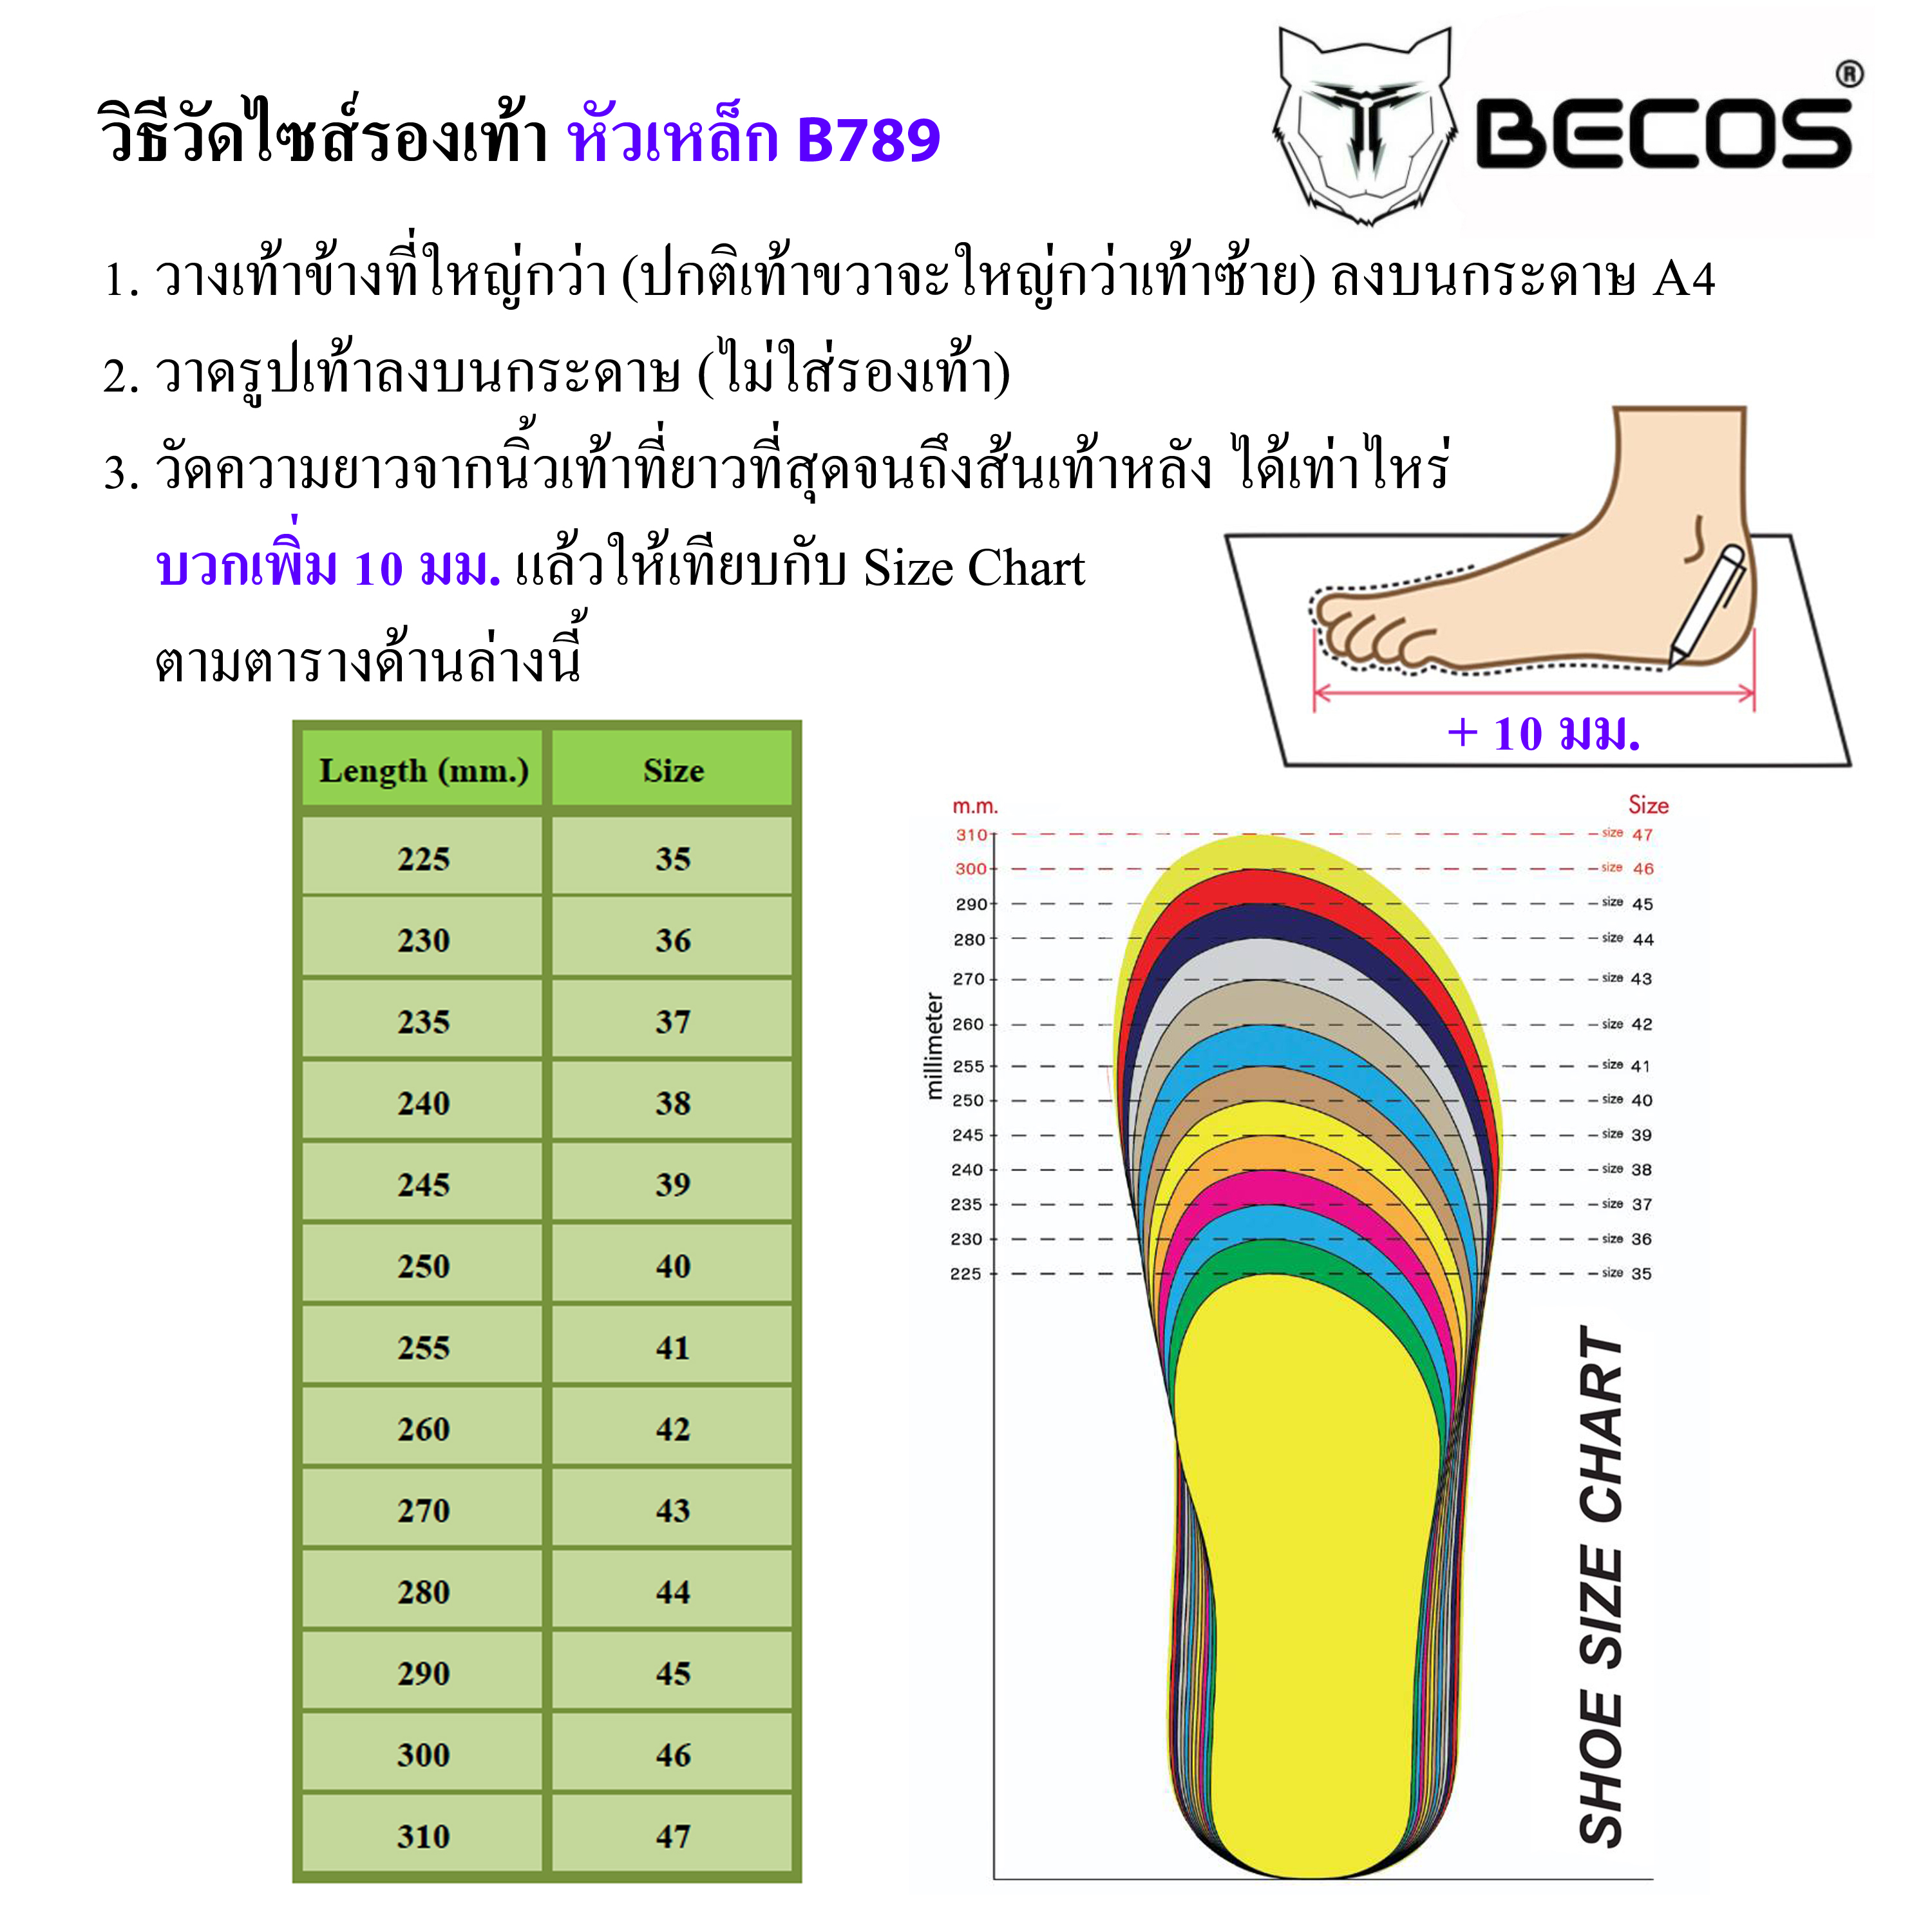 BECOS®
วิธีวัดไซส์รองเท้า หัวเหล็ก B789
1. วางเท้าข้างที่ใหญ่กว่า (ปกติเท้าขวาจะใหญ่กว่าเท้าซ้าย) ลงบนกระดาษ A4
2. วาดรูปเท้าลงบนกระดาษ (ไม่ใส่รองเท้า)
3. วัดความยาวจากนิ้วเท้าที่ยาวที่สุดจนถึงส้นเท้าหลัง ได้เท่าไหร่
บวกเพิ่ม 10 มม. แล้วให้เทียบกับ Size Chart
ตามตารางด้านล่างนี้
+ 10 มม.
Length (mm.) Size
225 35
230 36
235 37
240 38
245 39
250 40
255 41
260 42
270 43
280 44
290 45
300 46
310 47
m.m. Size
310 size 47
300 size 46
290 size 45
280 size 44
270 size 43
260 size 42
255 size 41
250 size 40
245 size 39
240 size 38
235 size 37
230 size 36
225 size 35
millimeter
SHOE SIZE CHART